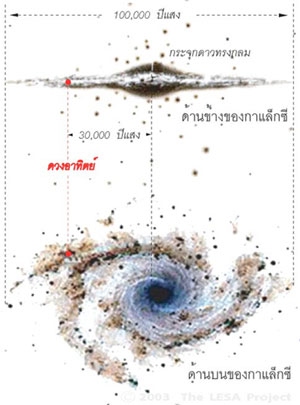 100,000 ปีแสง
กระจุกดาวทรงกลม
ด้านข้างของกาแล็กซี
30,000 ปีแสง
ดวงอาทิตย์
ด้านบนของกาแล็กซี
© 2003 The LESA Project